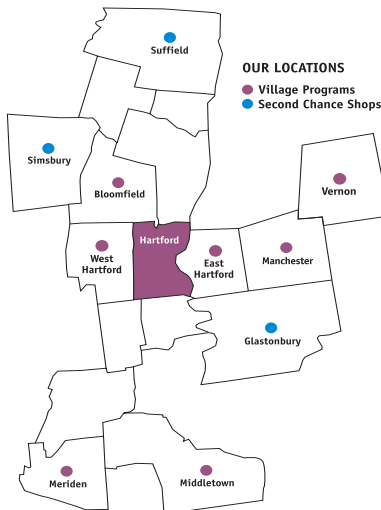 Suffield
OUR LOCATIONS
Village Programs
Second Chance Shops
Simsbury
Bloomfield
Vernon
Hartford
West
Hartford
East
Hartford
Manchester
Glastonbury
Meriden
Middletown